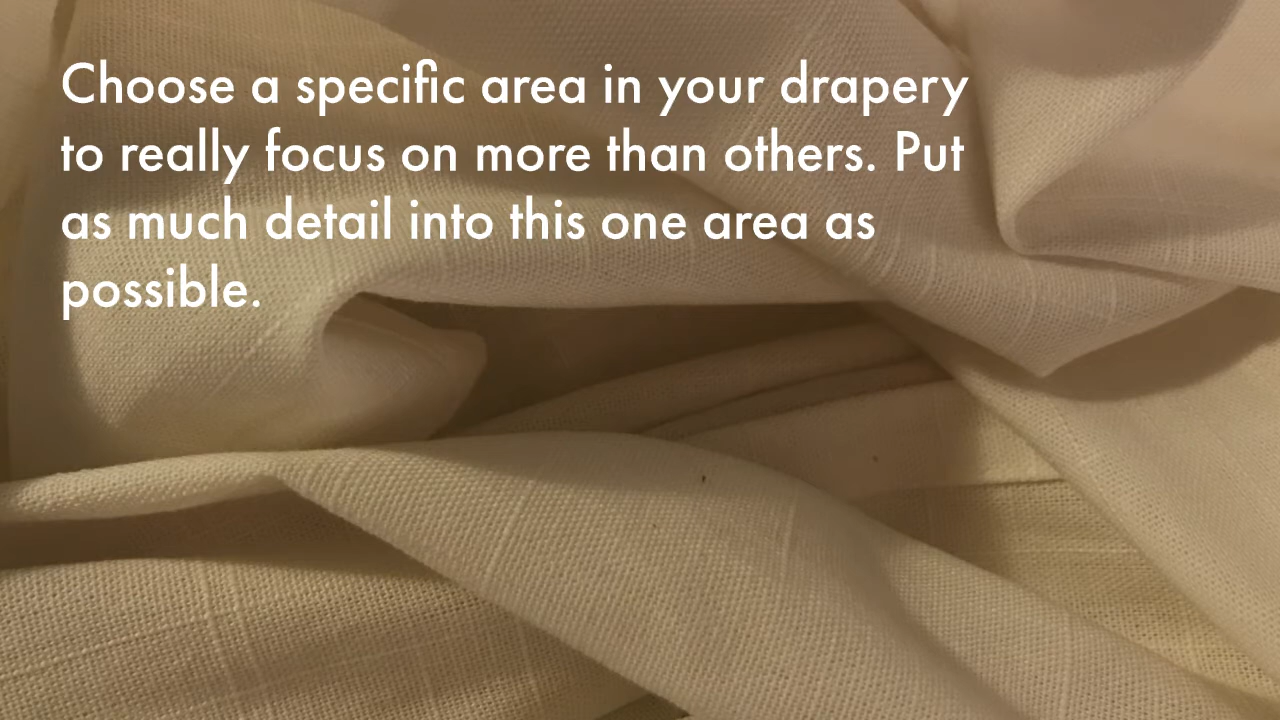 Choose a specific area in your drapery
to really focus on more than others. Put
as much detail into this one area as
possible.